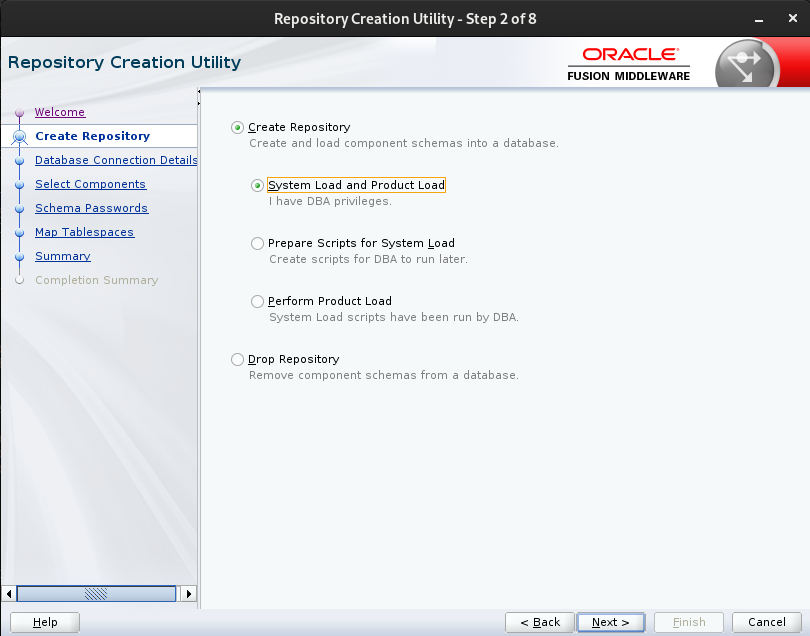 Repository Creation Utility - Step 2 of 8
Repository Creation Utility
ORACLE®
FUSION MIDDLEWARE
Welcome
Create Repository
Database Connection Details
Select Components
Schema Passwords
Map Tablespaces
Summary
Completion Summary
Create Repository
Create and load component schemas into a database.
System Load and Product Load
I have DBA privileges.
Prepare Scripts for System Load
Create scripts for DBA to run later.
Perform Product Load
System Load scripts have been run by DBA.
Drop Repository
Remove component schemas from a database.
Help
< Back
Next >
Finish
Cancel